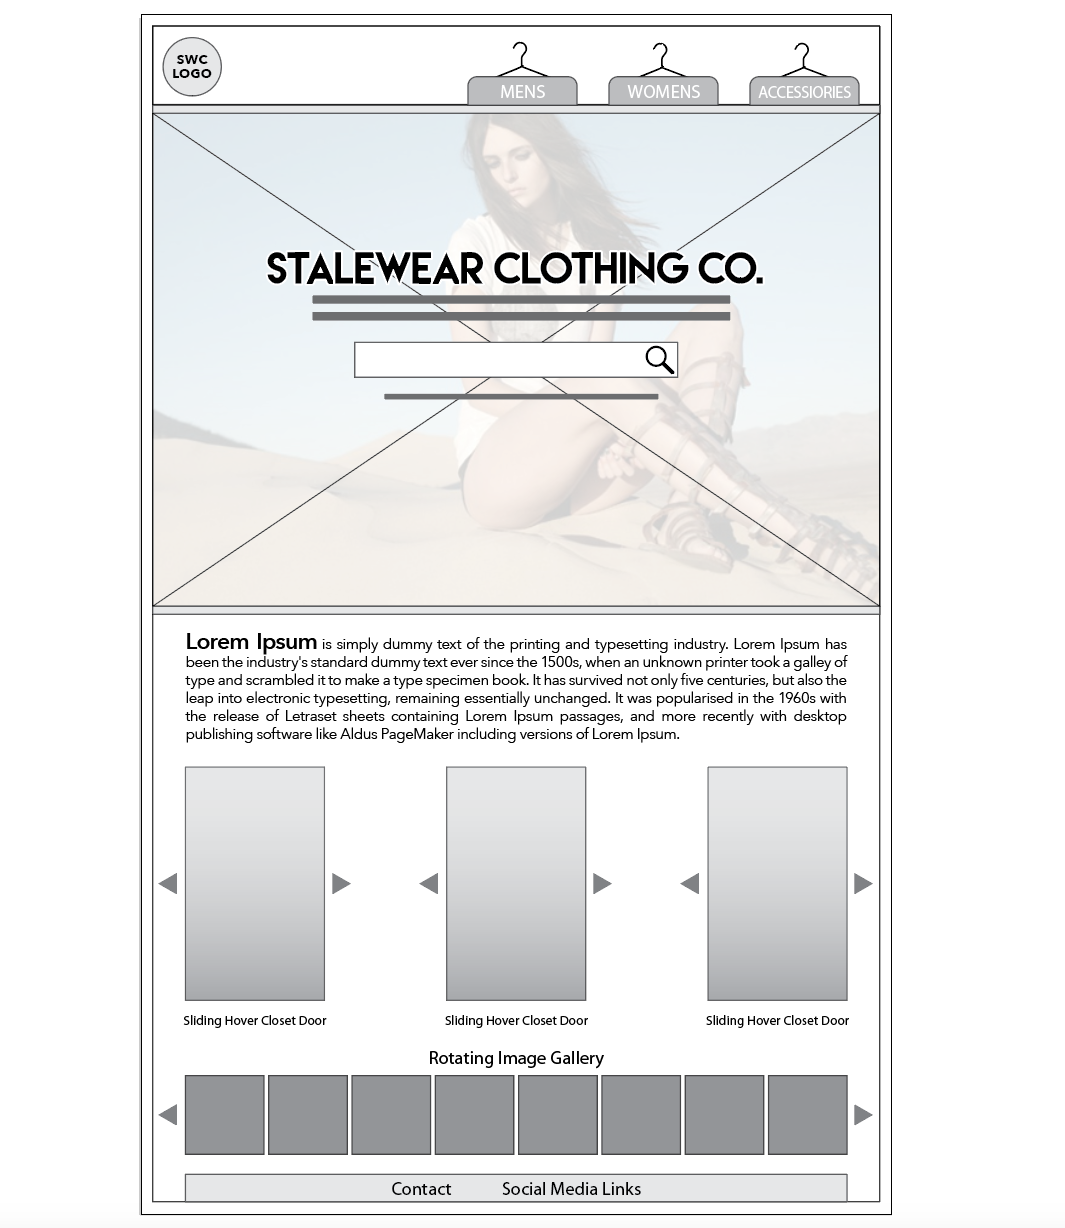 SWC
LOGO
MENS
WOMENS
ACCESSIORIES
STALEWEAR CLOTHING CO.
Lorem Ipsum is simply dummy text of the printing and typesetting industry. Lorem Ipsum has
been the industry's standard dummy text ever since the 1500s, when an unknown printer took a galley of
type and scrambled it to make a type specimen book. It has survived not only five centuries, but also the
leap into electronic typesetting, remaining essentially unchanged. It was popularised in the 1960s with
the release of Letraset sheets containing Lorem Ipsum passages, and more recently with desktop
publishing software like Aldus PageMaker including versions of Lorem Ipsum.
Sliding Hover Closet Door
Sliding Hover Closet Door
Sliding Hover Closet Door
Rotating Image Gallery
Contact
Social Media Links